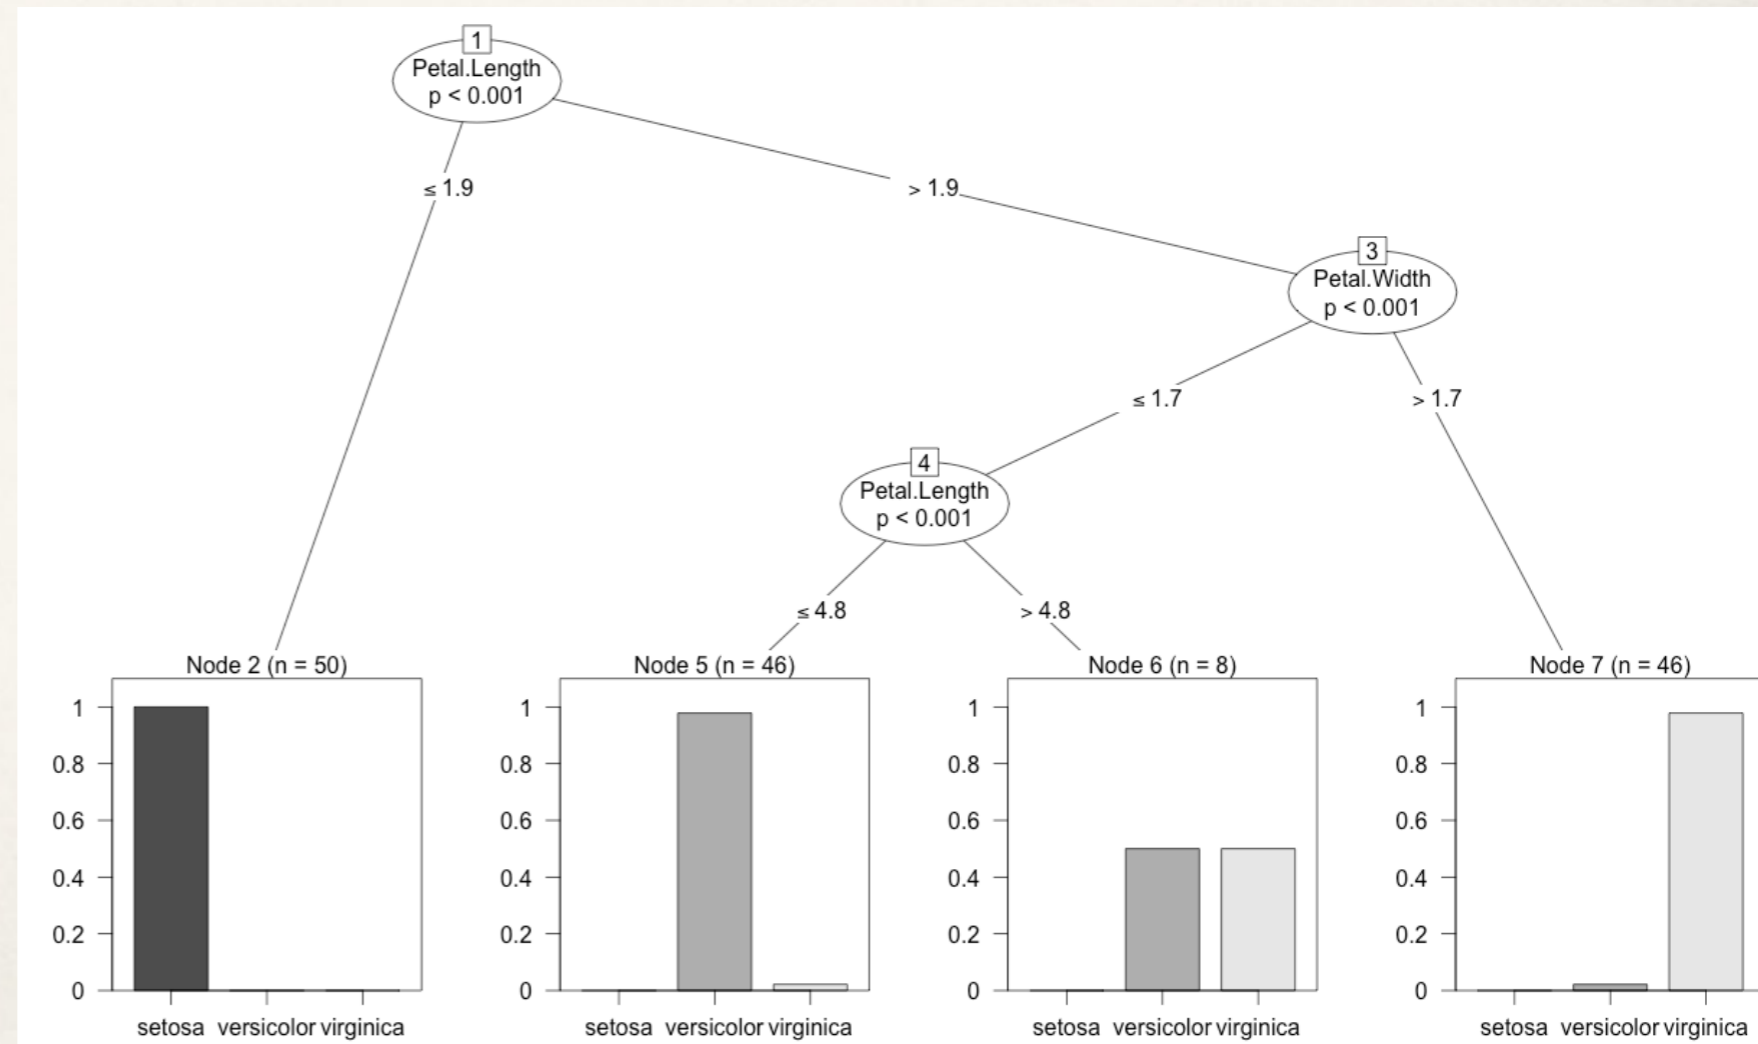 1
Petal.Length
p < 0.001
≤ 1.9
> 1.9
3
Petal.Width
p < 0.001
≤ 1.7
> 1.7
4
Petal.Length
p < 0.001
≤ 4.8
> 4.8
Node 2 (n = 50)
1
0.8
0.6
0.4
0.2
0
setosa versicolor virginica
Node 5 (n = 46)
1
0.8
0.6
0.4
0.2
0
setosa versicolor virginica
Node 6 (n = 8)
1
0.8
0.6
0.4
0.2
0
setosa versicolor virginica
Node 7 (n = 46)
1
0.8
0.6
0.4
0.2
0
setosa versicolor virginica